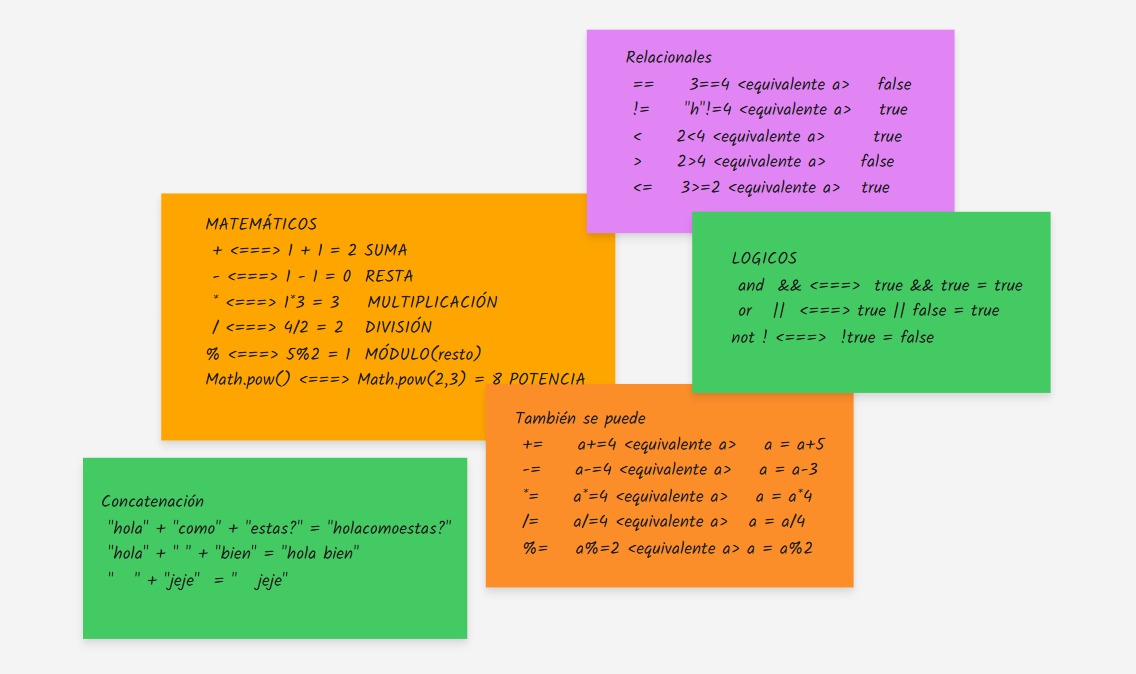 Relacionales
== 3==4 <equivalente a> false
!= "h"!=4 <equivalente a> true
< 2<4 <equivalente a> true
> 2>4 <equivalente a> false
<= 3>=2 <equivalente a> true
MATEMÁTICOS
+ <===> 1 + 1 = 2 SUMA
- <===> 1 - 1 = 0 RESTA
* <===> 1*3 = 3 MULTIPLICACIÓN
/ <===> 4/2 = 2 DIVISIÓN
% <===> 5%2 = 1 MÓDULO(resto)
Math.pow() <===> Math.pow(2,3) = 8 POTENCIA
LOGICOS
and && <===> true && true = true
or || <===> true || false = true
not ! <===> !true = false
También se puede
+= a+=4 <equivalente a> a = a+5
-= a-=4 <equivalente a> a = a-3
*= a*=4 <equivalente a> a = a*4
/= a/=4 <equivalente a> a = a/4
%= a%=2 <equivalente a> a = a%2
Concatenación
"hola" + "como" + "estas?" = "holacomoestas?"
"hola" + " " + "bien" = "hola bien"
"   " + "jeje" = "   jeje"